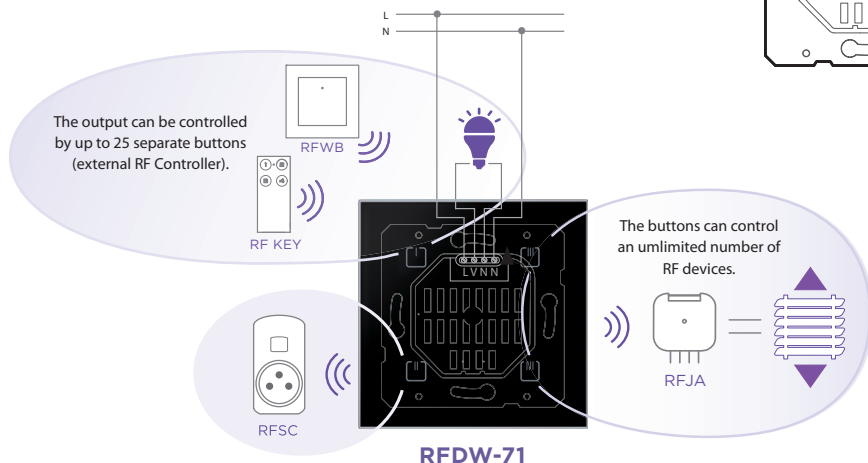 L
N
The output can be controlled
by up to 25 separate buttons
(external RF Controller).
RFWB
RF KEY
LVNN
The buttons can control
an umlimited number of
RF devices.
RFJA
RFSC
RFDW-71